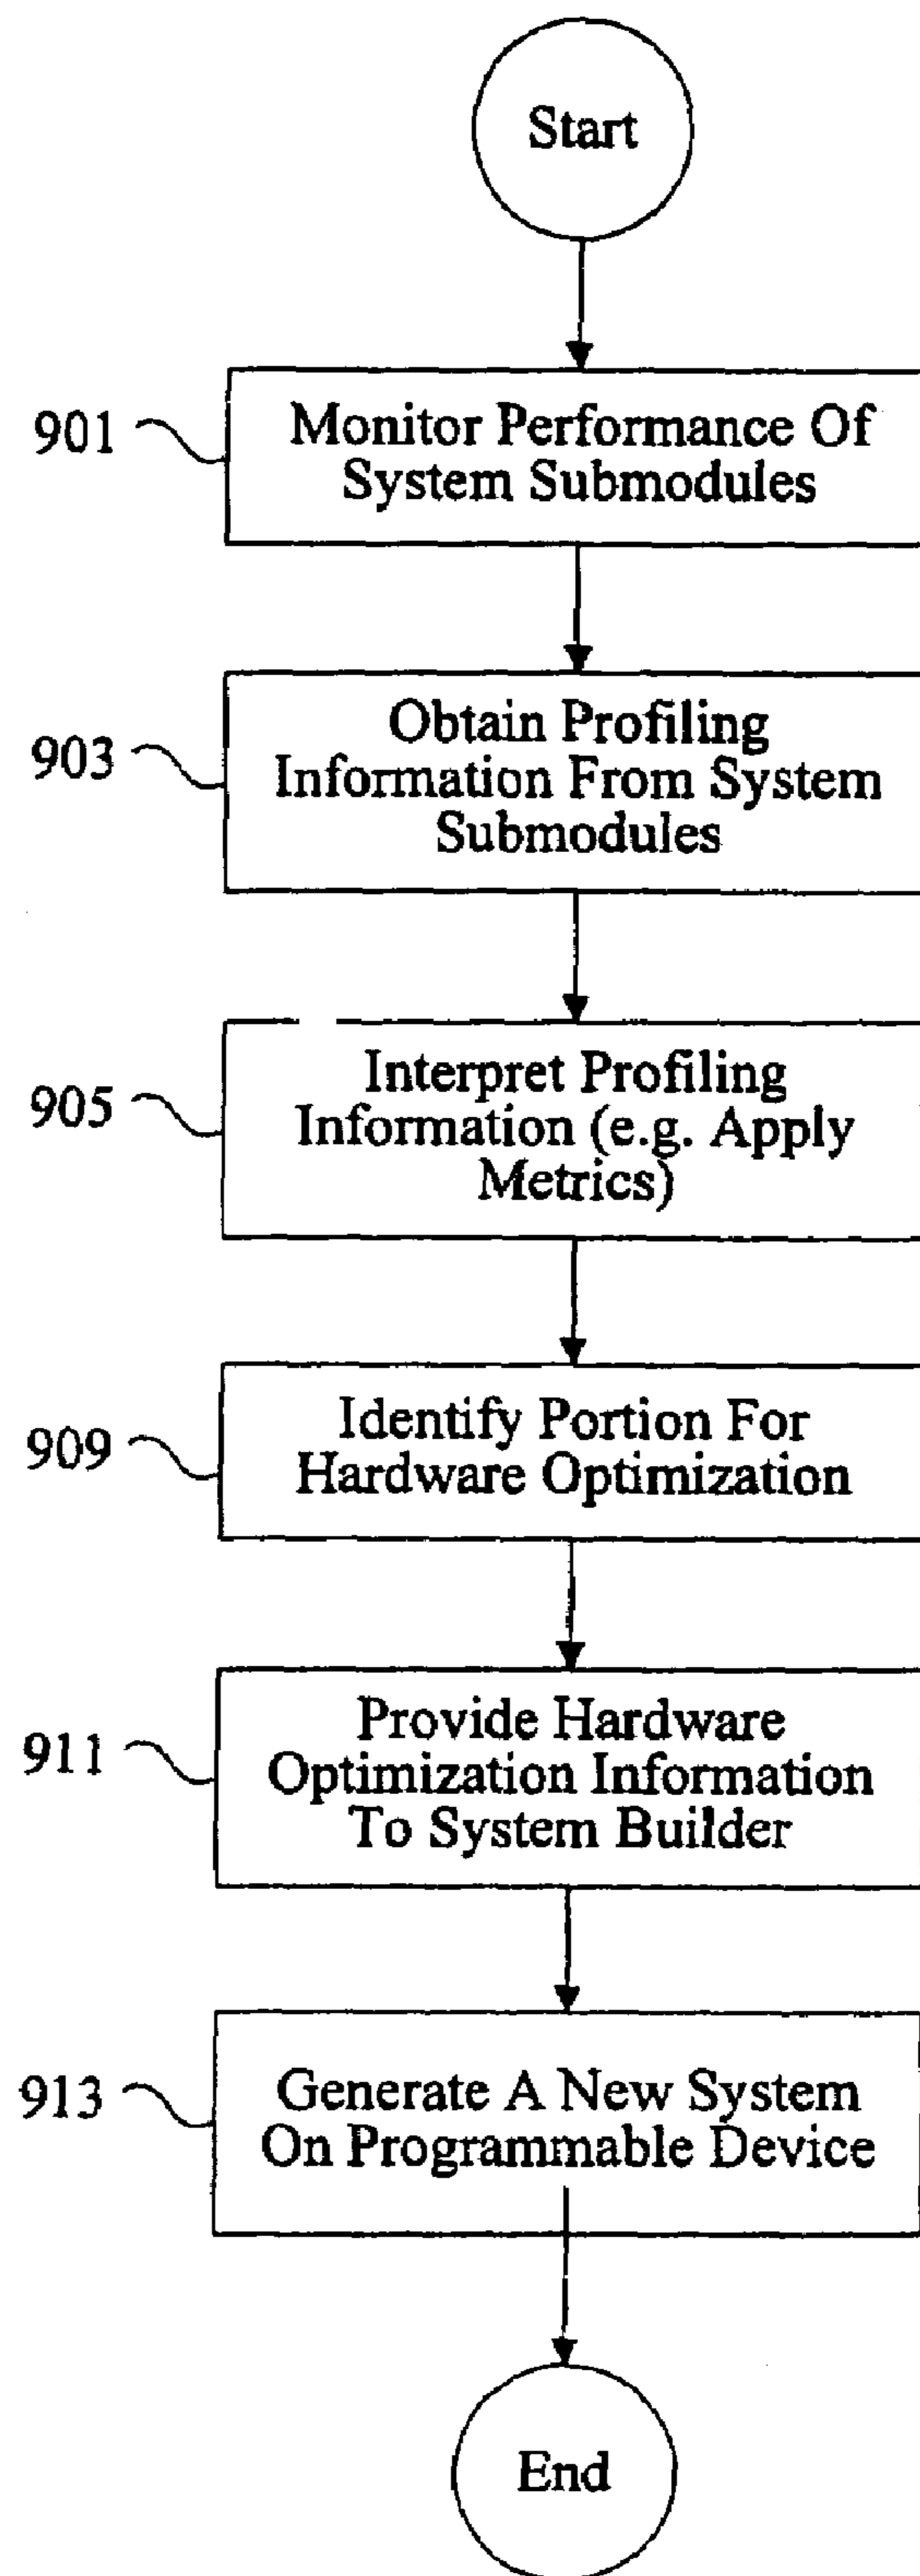 Start
901
Monitor Performance Of
System Submodules
903
Obtain Profiling
Information From System
Submodules
905
Interpret Profiling
Information (e.g. Apply
Metrics)
909
Identify Portion For
Hardware Optimization
911
Provide Hardware
Optimization Information
To System Builder
913
Generate A New System
On Programmable Device
End